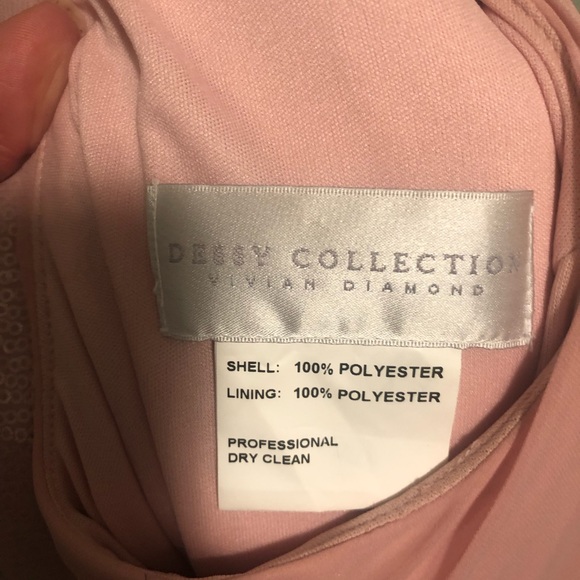 DESSY COLLECTION
VIVIAN DIAMOND
SHELL: 100% POLYESTER
LINING: 100% POLYESTER
PROFESSIONAL
DRY CLEAN